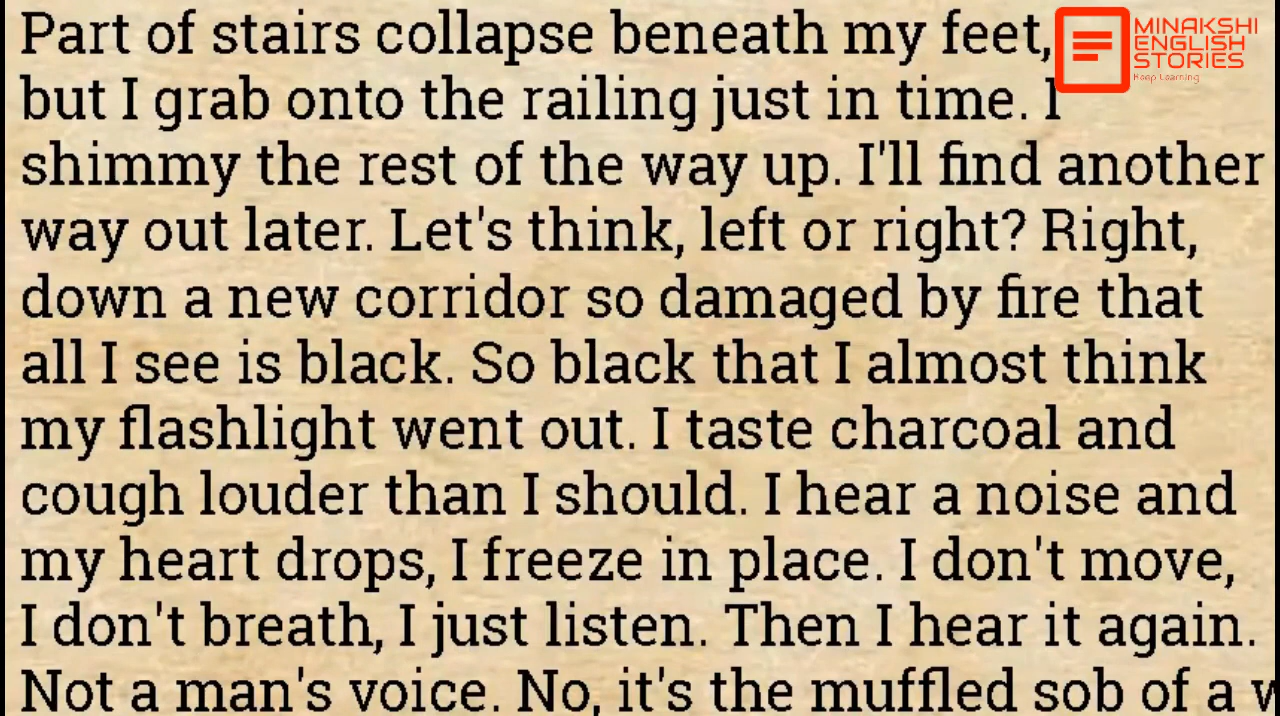 Part of stairs collapse beneath my feet,
but I grab onto the railing just in time. I
shimmy the rest of the way up. I'll find another
way out later. Let's think, left or right? Right,
down a new corridor so damaged by fire that
all I see is black. So black that I almost think
my flashlight went out. I taste charcoal and
cough louder than I should. I hear a noise and
my heart drops, I freeze in place. I don't move,
I don't breath, I just listen. Then I hear it again.
Not a man's voice. No, it's the muffled sob of a
MINAKSHI
ENGLISH
STORIES
Keep Learning